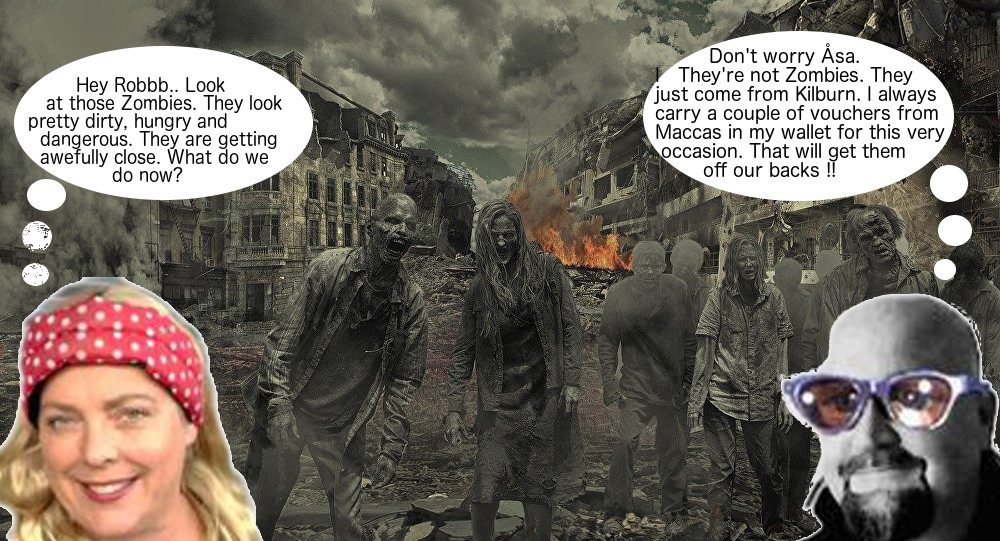 Hey Robbb.. Look
at those Zombies. They look
pretty dirty, hungry and
dangerous. They are getting
awefully close. What do we
do now?
Don't worry Åsa.
They're not Zombies. They
just come from Kilburn. I always
carry a couple of vouchers from
Maccas in my wallet for this very
occasion. That will get them
off our backs !!